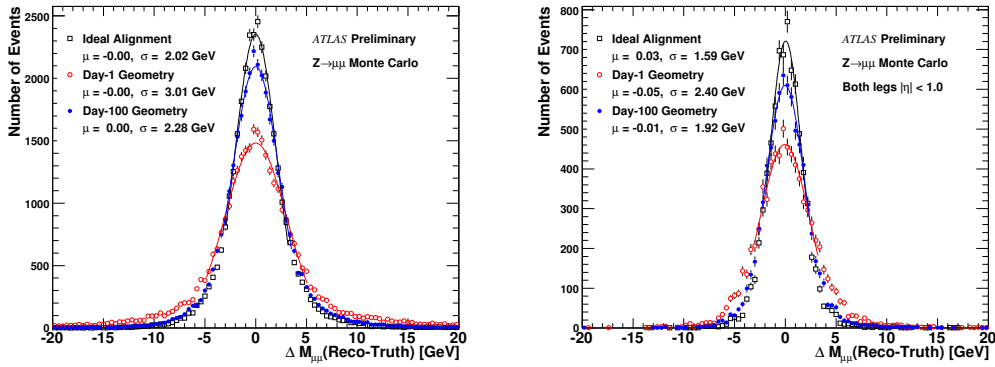 Number of Events
2500
2000
1500
1000
500
0
Ideal Alignment
μ = -0.00, σ = 2.02 GeV
Day-1 Geometry
μ = -0.00, σ = 3.01 GeV
Day-100 Geometry
μ = 0.00, σ = 2.28 GeV
ATLAS Preliminary
Z→μμ Monte Carlo
-20 -15 -10 -5 0 5 10 15 20
Δ Mμμ(Reco-Truth) [GeV]
Number of Events
800
700
600
500
400
300
200
100
0
Ideal Alignment
μ = 0.03, σ = 1.59 GeV
Day-1 Geometry
μ = -0.05, σ = 2.40 GeV
Day-100 Geometry
μ = -0.01, σ = 1.92 GeV
ATLAS Preliminary
Z→μμ Monte Carlo
Both legs |η| < 1.0
-20 -15 -10 -5 0 5 10 15 20
Δ Mμμ(Reco-Truth) [GeV]